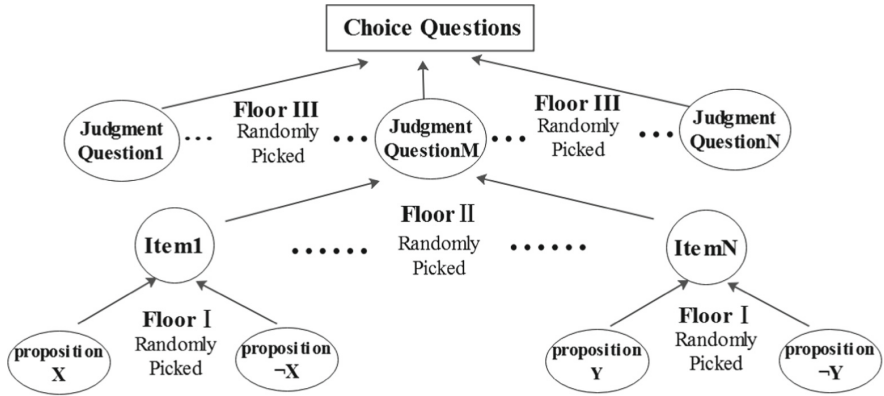 Choice Questions
Floor III
Randomly
Picked
Floor III
Randomly
Picked
Judgment
Question1
Judgment
QuestionM
Judgment
QuestionN
Floor Ⅱ
Randomly
Picked
Item1
ItemN
Floor Ⅰ
Randomly
Picked
Floor Ⅰ
Randomly
Picked
proposition
X
proposition
¬X
proposition
Y
proposition
¬Y